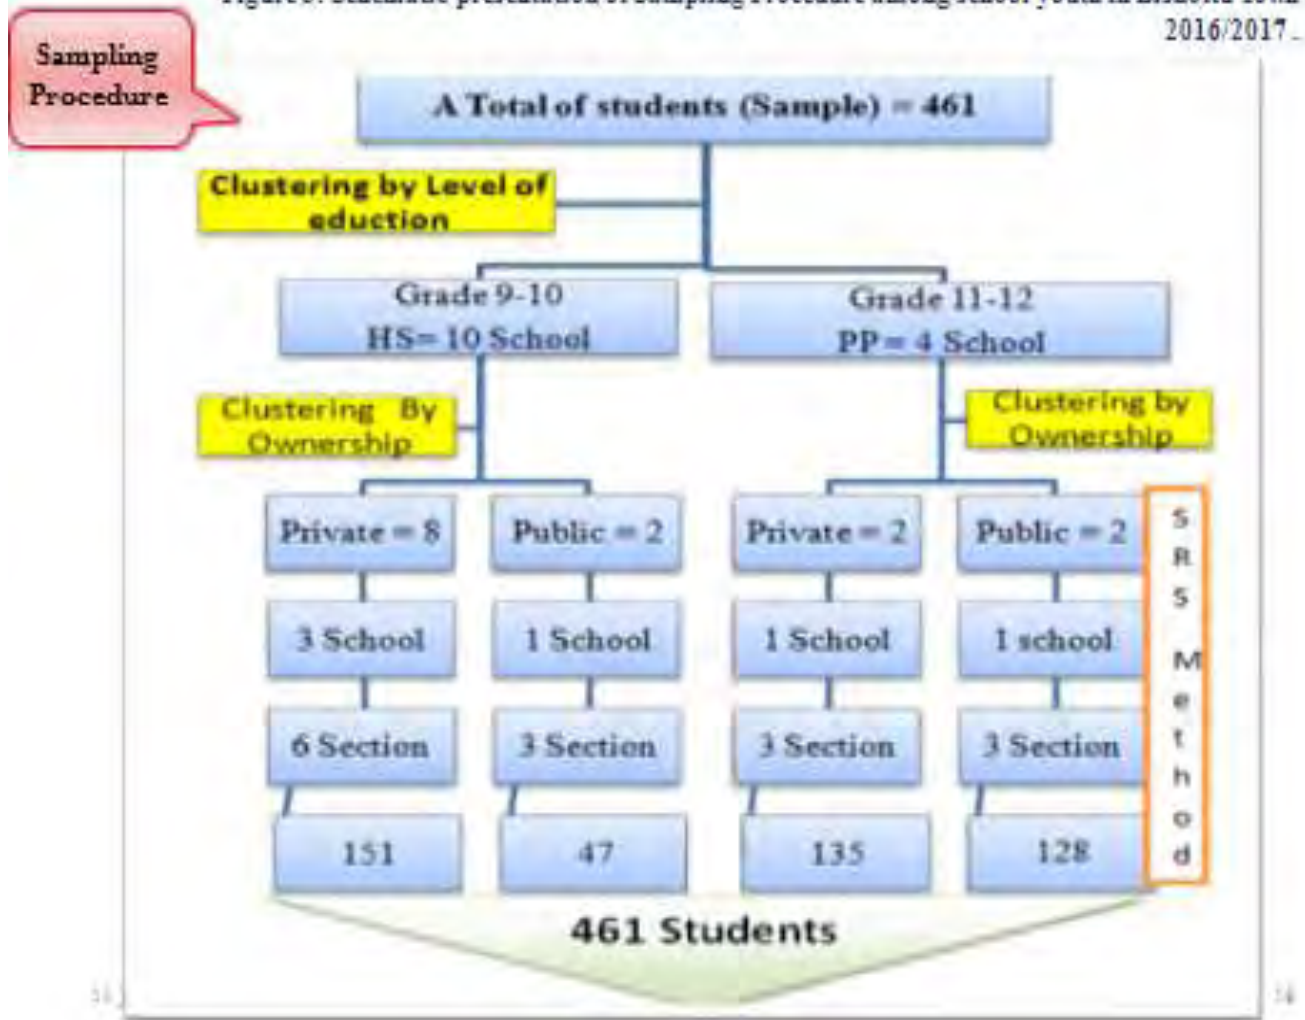 2016/2017.
Sampling
Procedure
A Total of students (Sample) = 461
Clustering by Level of
eduction
Grade 9-10
HS= 10 School
Grade 11-12
PP= 4 School
Clustering By
Ownership
Clustering by
Ownership
Private = 8
Public = 2
Private = 2
Public = 2
3 School
1 School
1 School
1 school
6 Section
3 Section
3 Section
3 Section
151
47
135
128
SRS Method
461 Students